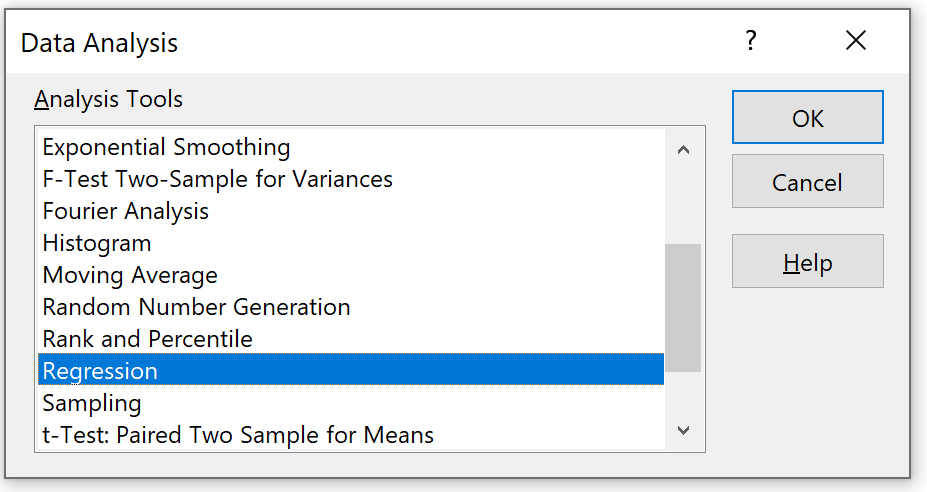 Data Analysis
?
Analysis Tools
Exponential Smoothing
F-Test Two-Sample for Variances
Fourier Analysis
Histogram
Moving Average
Random Number Generation
Rank and Percentile
Regression
Sampling
t-Test: Paired Two Sample for Means
OK
Cancel
Help